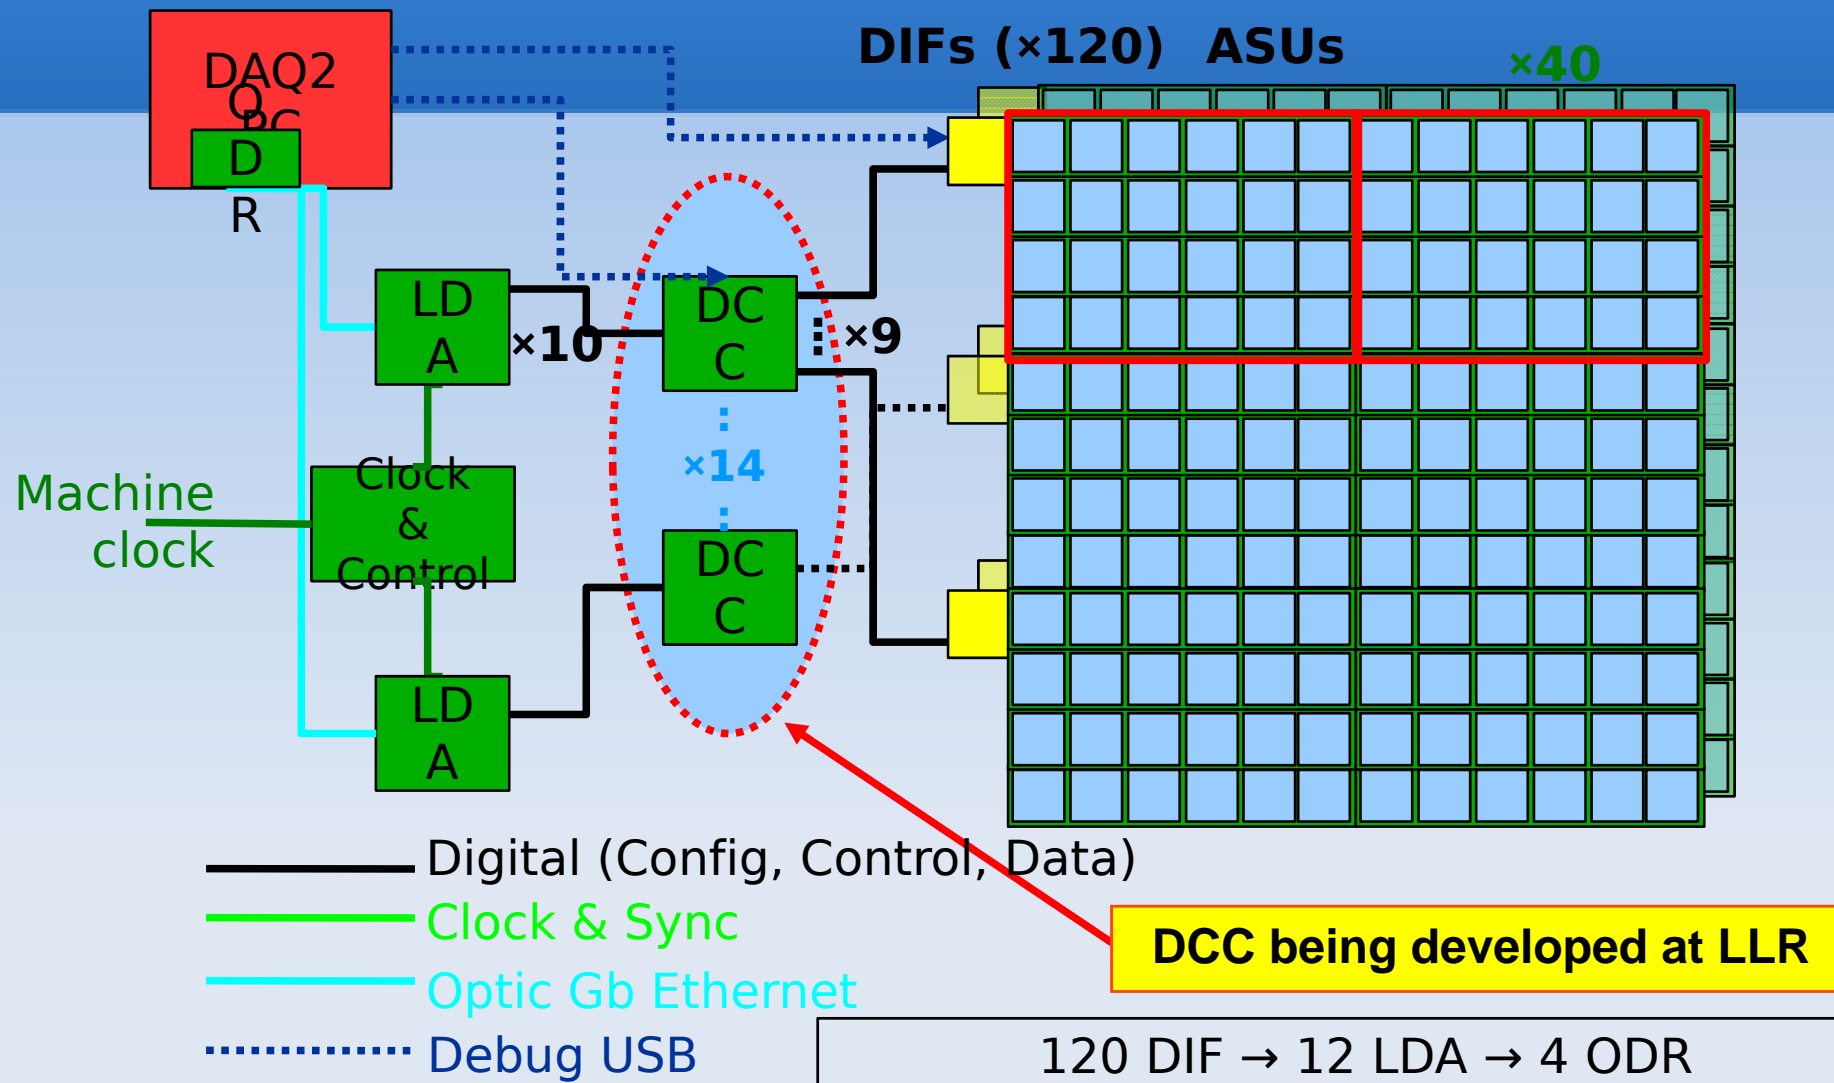 DIFs (×120) ASUs
×40
DAQ2
PC
O
D
R
LD
A
×10
DC
C
×9
×14
Machine
clock
Clock
&
Control
DC
C
LD
A
Digital (Config, Control, Data)
Clock & Sync
Optic Gb Ethernet
Debug USB
DCC being developed at LLR
120 DIF → 12 LDA → 4 ODR